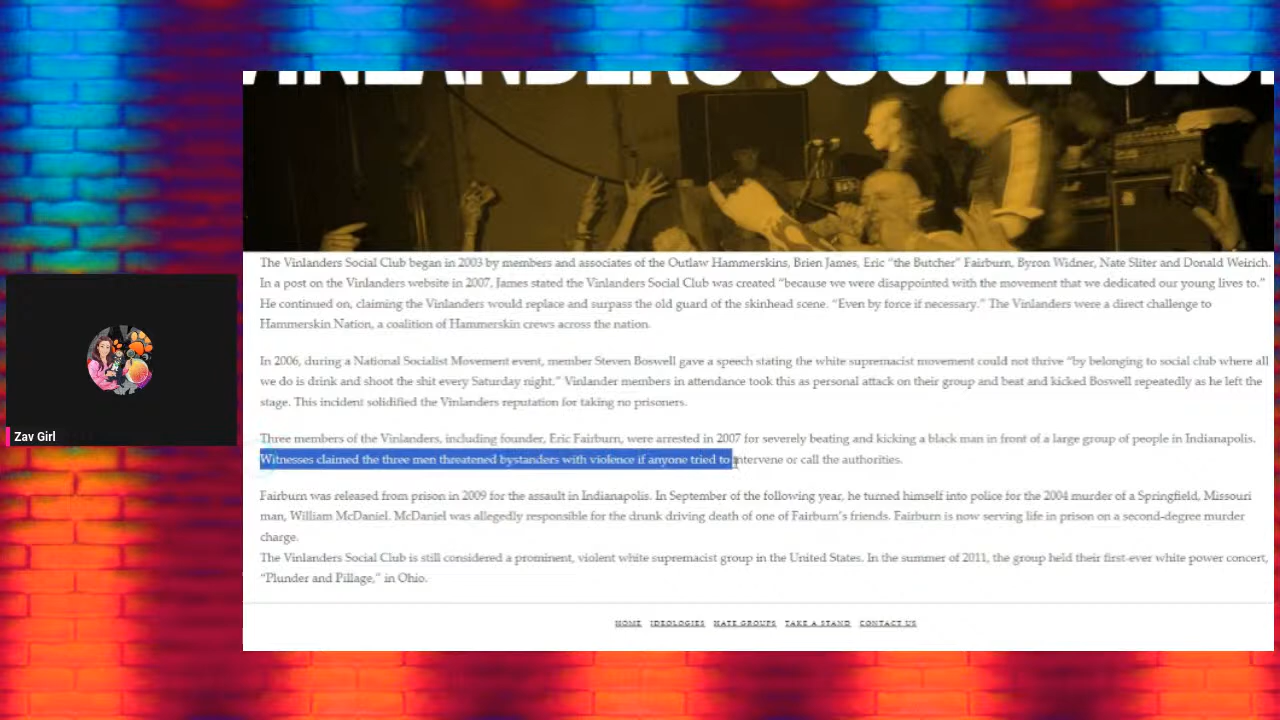 VINLANDERS SOCIAL CLUB
The Vinlanders Social Club began in 2003 by members and associates of the Outlaw Hammerskins, Brien James, Eric “the Butcher” Fairburn, Byron Widner, Nate Sliter and Donald Weirich.
In a post on the Vinlanders website in 2007, James stated the Vinlanders Social Club was created “because we were disappointed with the movement that we dedicated our young lives to.”
He continued on, claiming the Vinlanders would replace and surpass the old guard of the skinhead scene. “Even by force if necessary.” The Vinlanders were a direct challenge to
Hammerskin Nation, a coalition of Hammerskin crews across the nation.
In 2006, during a National Socialist Movement event, member Steven Boswell gave a speech stating the white supremacist movement could not thrive “by belonging to social club where all
we do is drink and shoot the shit every Saturday night.” Vinlander members in attendance took this as personal attack on their group and beat and kicked Boswell repeatedly as he left the
stage. This incident solidified the Vinlanders reputation for taking no prisoners.
Three members of the Vinlanders, including founder, Eric Fairburn, were arrested in 2007 for severely beating and kicking a black man in front of a large group of people in Indianapolis.
Witnesses claimed the three men threatened bystanders with violence if anyone tried to intervene or call the authorities.
Zav Girl
Fairburn was released from prison in 2009 for the assault in Indianapolis. In September of the following year, he turned himself into police for the 2004 murder of a Springfield, Missouri
man, William McDaniel. McDaniel was allegedly responsible for the drunk driving death of one of Fairburn’s friends. Fairburn is now serving life in prison on a second-degree murder
charge.
The Vinlanders Social Club is still considered a prominent, violent white supremacist group in the United States. In the summer of 2011, the group held their first-ever white power concert,
“Plunder and Pillage,” in Ohio.
HOME IDEOLOGIES HATE GROUPS TAKE A STAND CONTACT US